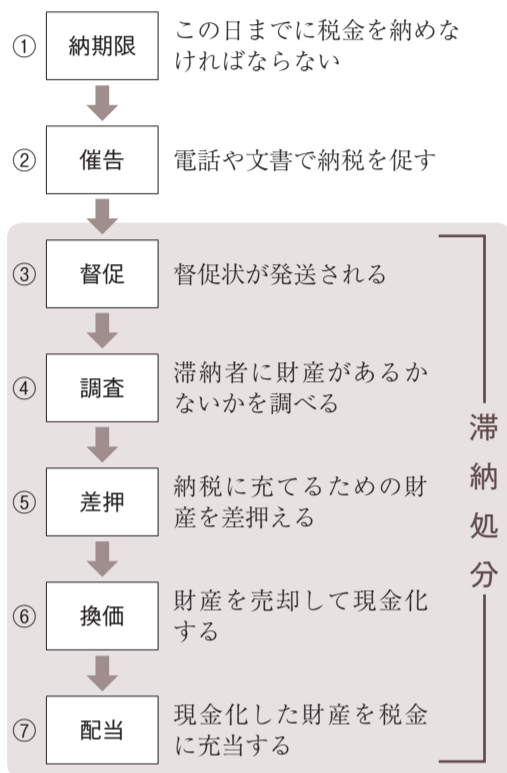 ① 納期限 この日までに税金を納めな
ければならない
② 催告 電話や文書で納税を促す
③ 督促 督促状が発送される
④ 調査 滞納者に財産があるか
ないかを調べる
⑤ 差押 納税に充てるための財
産を差押える
⑥ 換価 財産を売却して現金化
する
⑦ 配当 現金化した財産を税金
に充当する
滞納処分